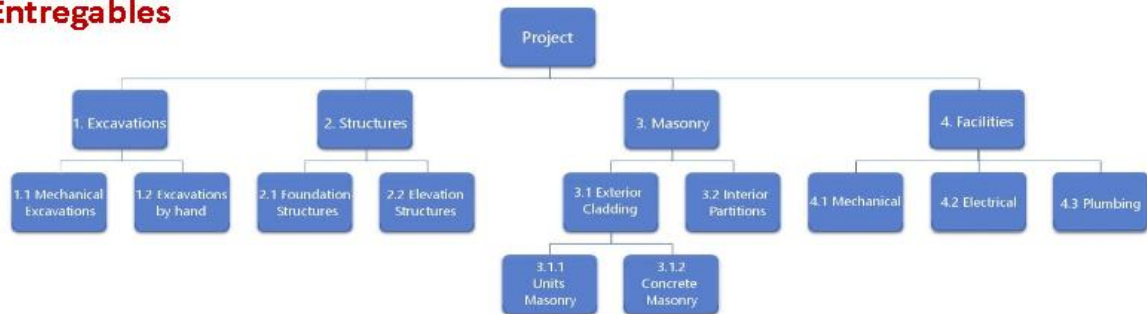 Entregables
Project
1. Excavations
2. Structures
3. Masonry
4. Facilities
1.1 Mechanical
Excavations
1.2 Excavations
by hand
2.1 Foundation
Structures
2.2 Elevation
Structures
3.1 Exterior
Cladding
3.2 Interior
Partitions
4.1 Mechanical
4.2 Electrical
4.3 Plumbing
3.1.1
Units
Masonry
3.1.2
Concrete
Masonry